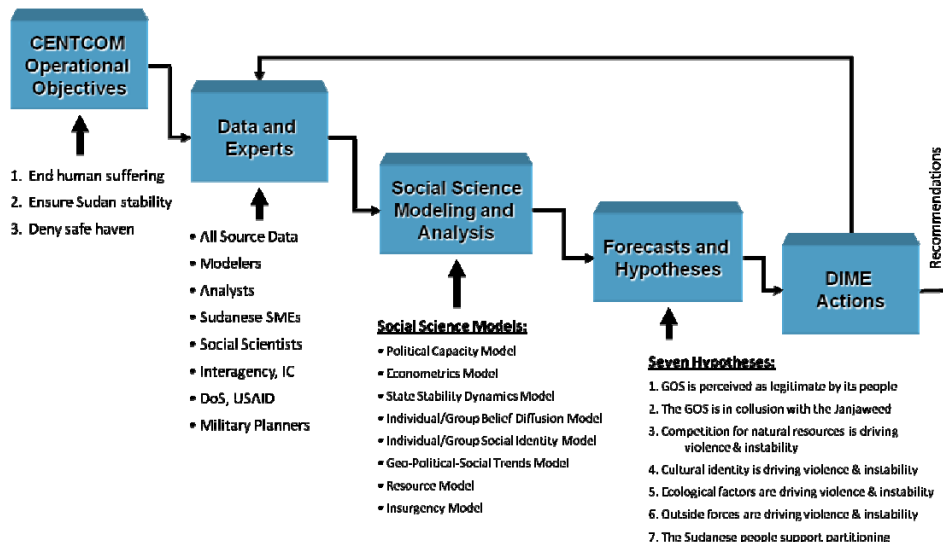 CENTCOM
Operational
Objectives
1. End human suffering
2. Ensure Sudan stability
3. Deny safe haven
Data and
Experts
• All Source Data
• Modelers
• Analysts
• Sudanese SMEs
• Social Scientists
• Interagency, IC
• DoS, USAID
• Military Planners
Social Science
Modeling and
Analysis
Social Science Models:
• Political Capacity Model
• Econometrics Model
• State Stability Dynamics Model
• Individual/Group Belief Diffusion Model
• Individual/Group Social Identity Model
• Geo-Political-Social Trends Model
• Resource Model
• Insurgency Model
Forecasts and
Hypotheses
Seven Hypotheses:
1. GOS is perceived as legitimate by its people
2. The GOS is in collusion with the Janjaweed
3. Competition for natural resources is driving
violence & instability
4. Cultural identity is driving violence & instability
5. Ecological factors are driving violence & instability
6. Outside forces are driving violence & instability
7. The Sudanese people support partitioning
DIME
Actions
Recommendations